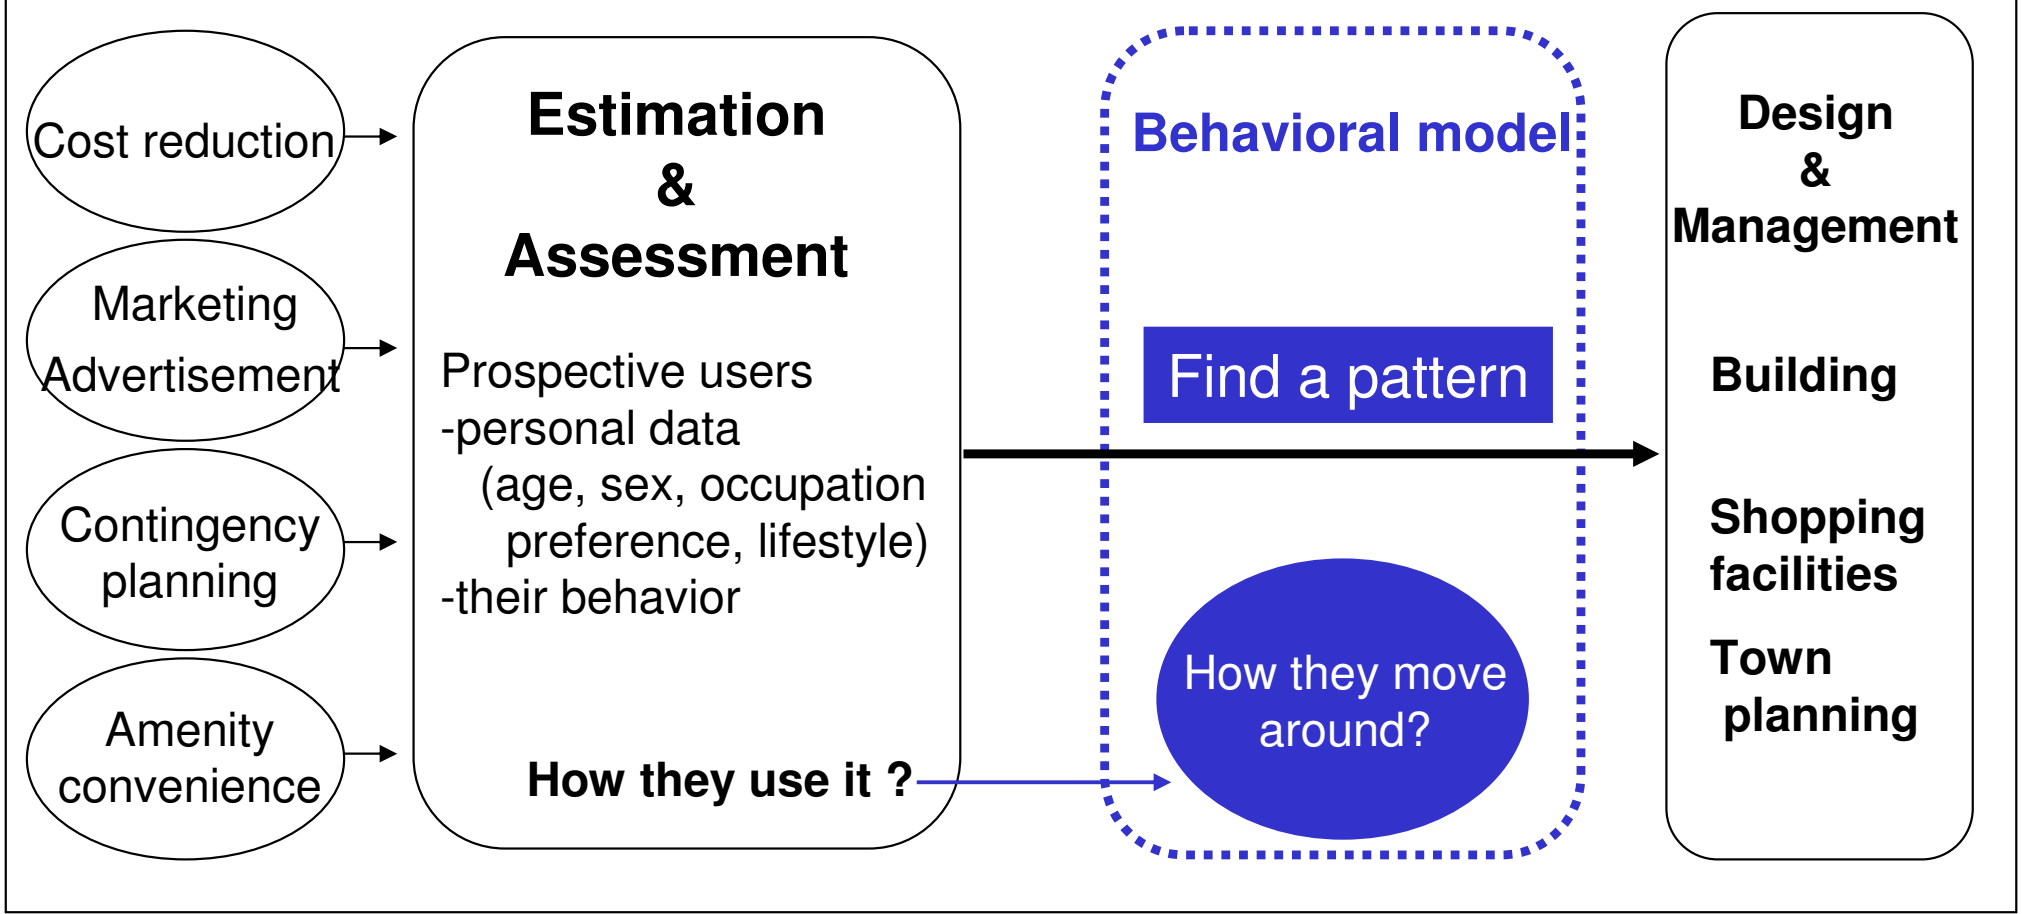 Cost reduction
Marketing
Advertisement
Contingency
planning
Amenity
convenience
Estimation
&
Assessment
Prospective users
-personal data
(age, sex, occupation
preference, lifestyle)
-their behavior
How they use it ?
Behavioral model
Find a pattern
How they move
around?
Design
&
Management
Building
Shopping
facilities
Town
planning